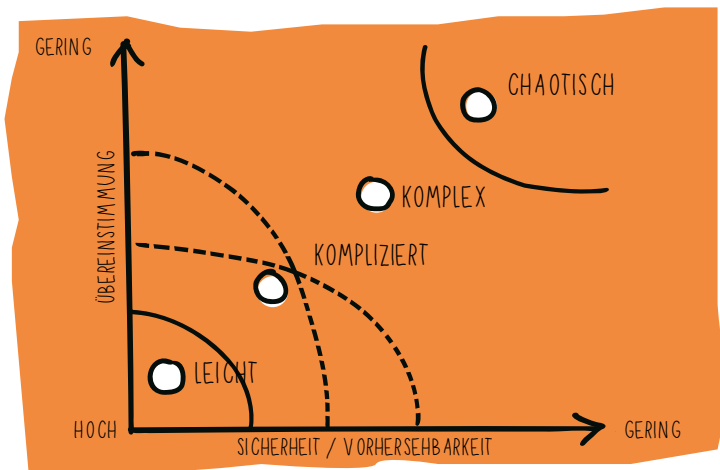 GERING
CHAOTISCH
ÜBEREINSTIMMUNG
KOMPLEX
KOMPLIZIERT
LEICHT
HOCH
GERING
SICHERHEIT / VORHERSEHBARKEIT